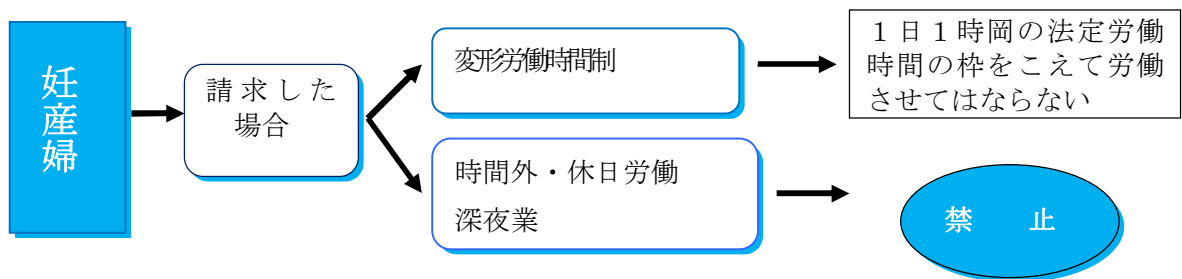 妊産婦
請求した
場合
変形労働時間制
１日１時岡の法定労働
時間の枠をこえて労働
させてはならない
時間外・休日労働
深夜業
禁　止